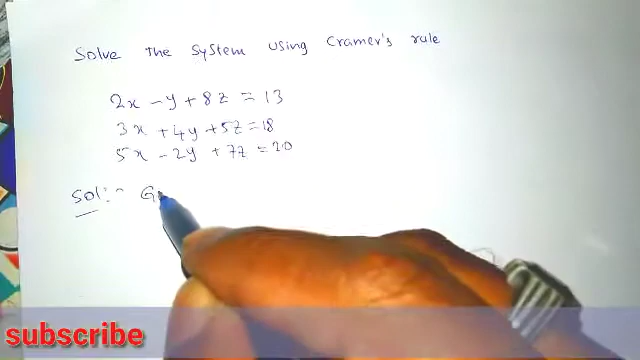 Solve the system using Cramer's rule
2x - y + 8z = 13
3x + 4y + 5z = 18
5x - 2y + 7z = 20
Sol:- G
subscribe